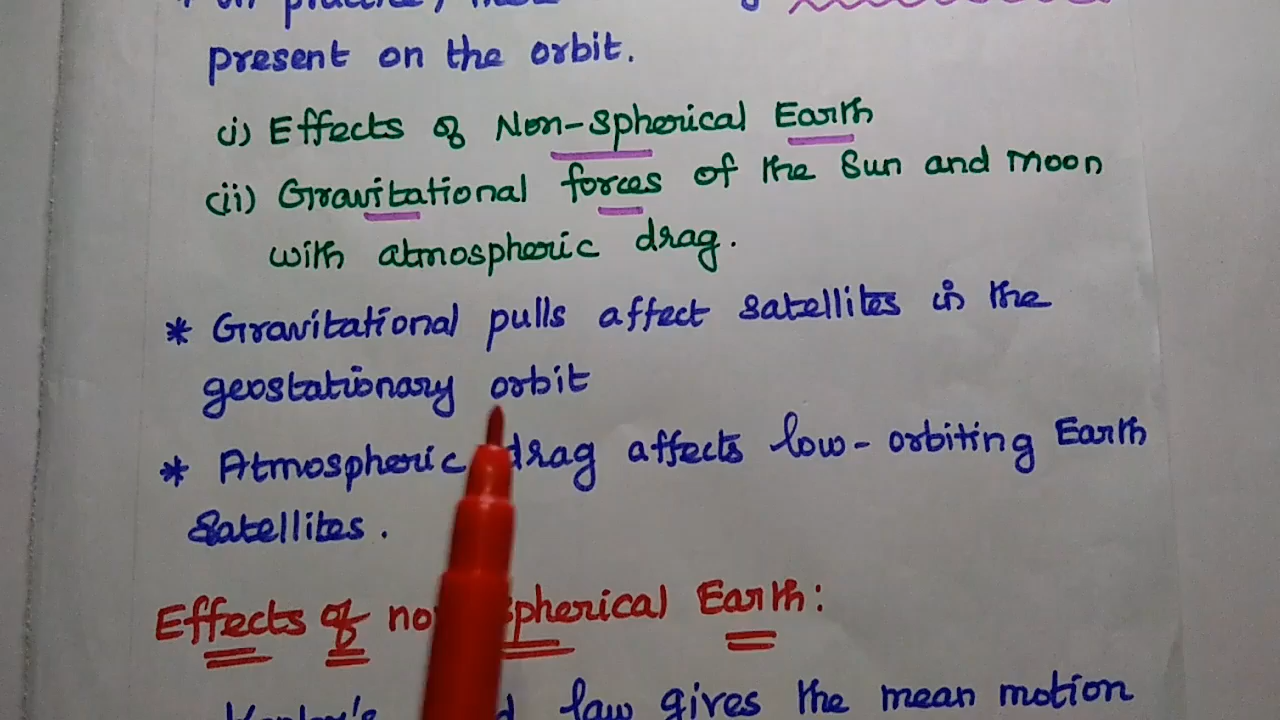 present on the orbit.
(i) Effects of Non-Spherical Earth
(ii) Gravitational forces of the Sun and Moon
with atmospheric drag.
* Gravitational pulls affect satellites in the
geostationary orbit
* Atmospheric drag affects low-orbiting Earth
Satellites.
Effects of spherical Earth:
law gives the mean motion